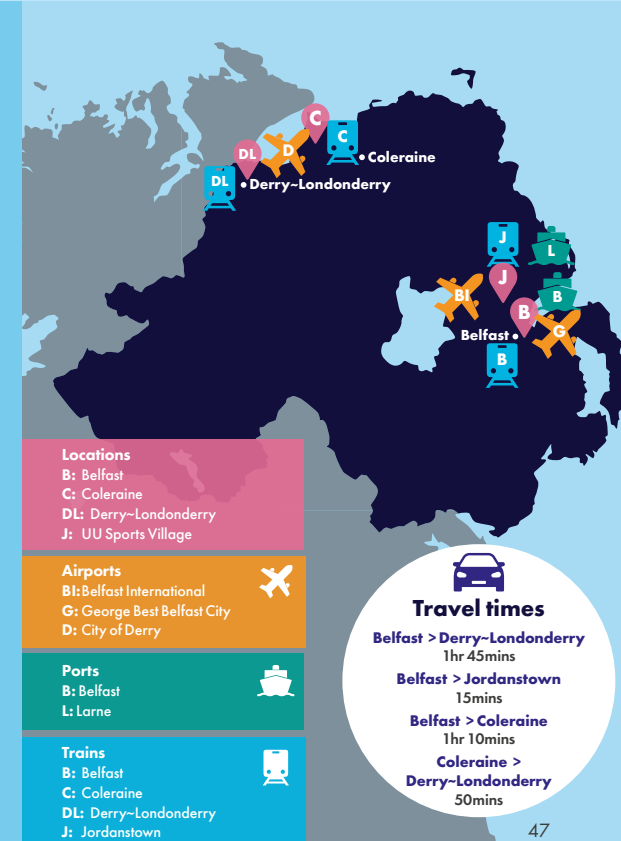 C
C
D
DL
Coleraine
DL
Derry~Londonderry
J
L
J
BI
B
B
G
Belfast
B
Locations
B: Belfast
C: Coleraine
DL: Derry~Londonderry
J: UU Sports Village
Airports
BI:Belfast International
G: George Best Belfast City
D: City of Derry
Ports
B: Belfast
L: Larne
Trains
B: Belfast
C: Coleraine
DL: Derry~Londonderry
J: Jordanstown
Travel times
Belfast > Derry~Londonderry
1hr 45mins
Belfast > Jordanstown
15mins
Belfast > Coleraine
1hr 10mins
Coleraine >
Derry~Londonderry
50mins
47